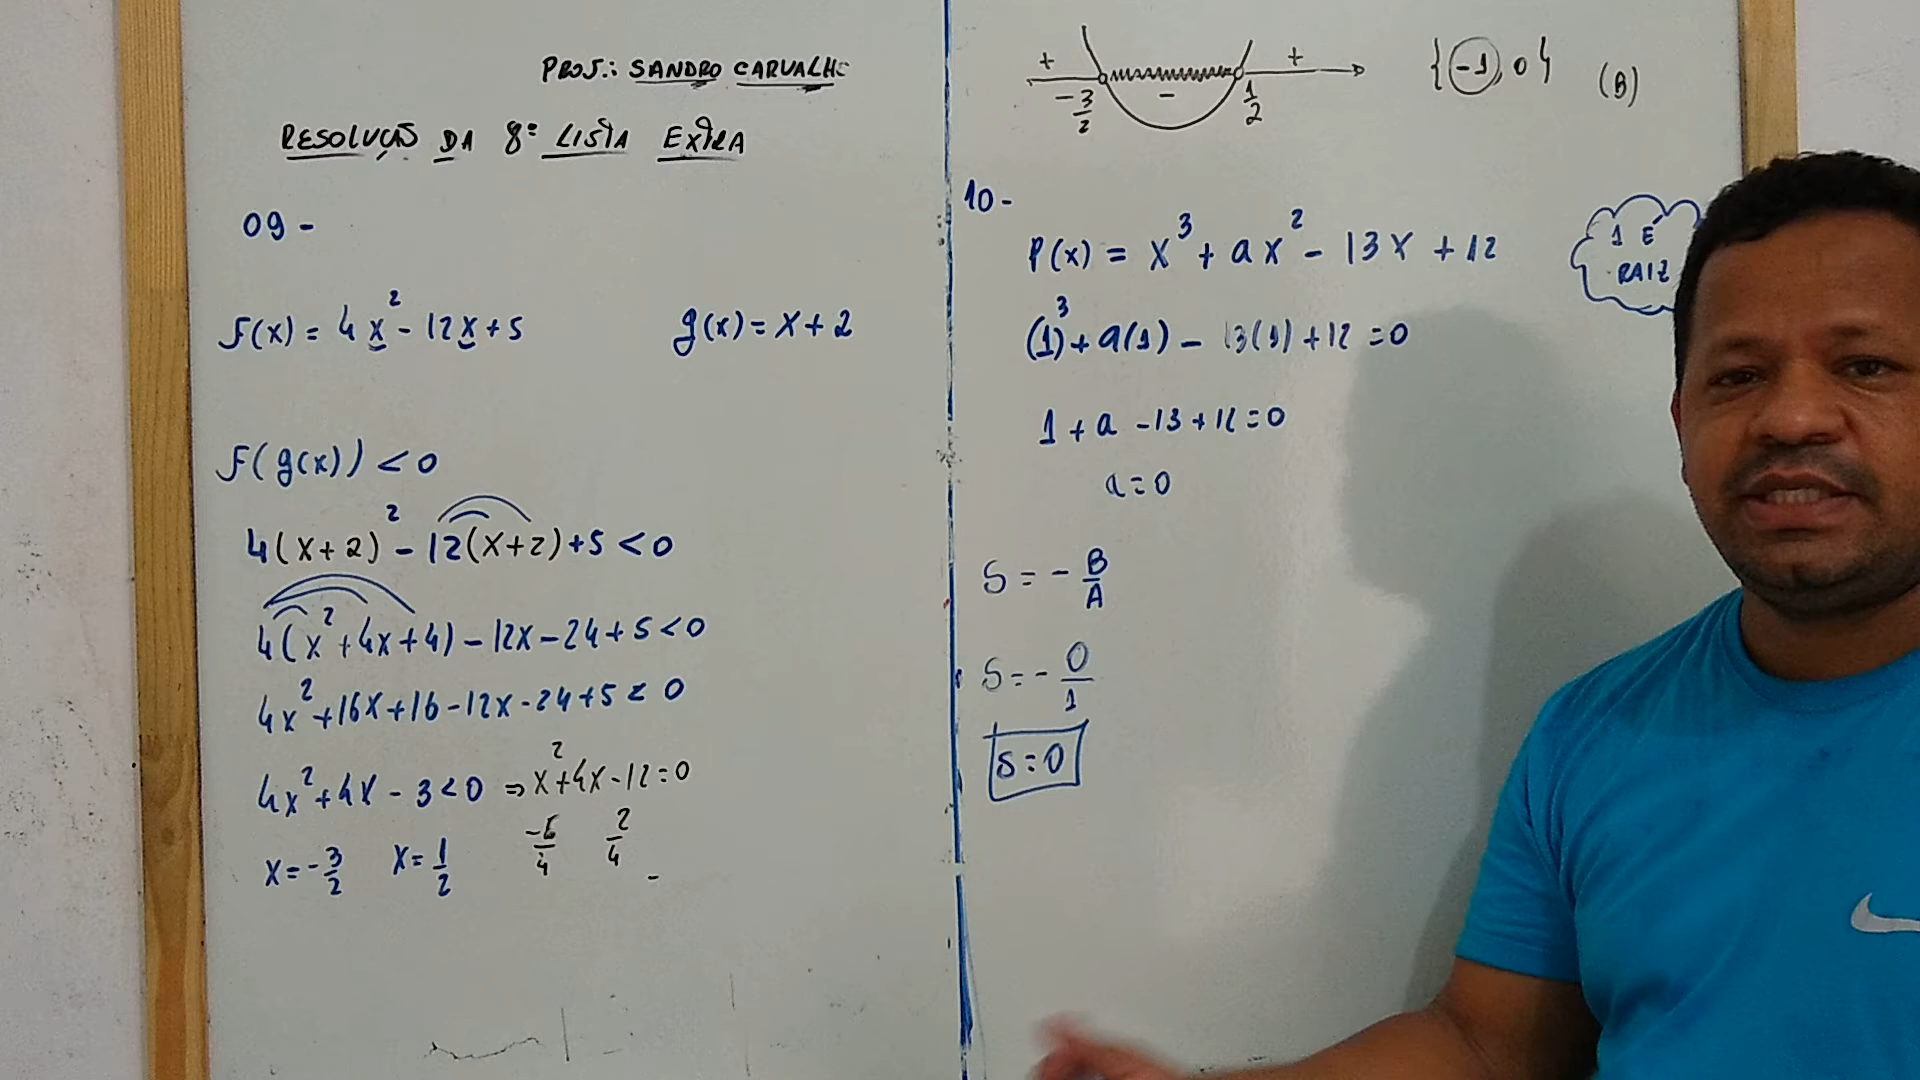 PROF.: SANDRO CARVALHO
RESOLUÇÃO DA 8ª LISTA EXTRA
09 -
f(x) = 4x² - 12x + 5
g(x) = x + 2
f(g(x)) < 0
4(x+2)² - 12(x+2) + 5 < 0
4(x² + 4x + 4) - 12x - 24 + 5 < 0
4x² + 16x + 16 - 12x - 24 + 5 < 0
4x² + 4x - 3 < 0 ⇒ x² + 4x - 12 = 0
x = -3/2 x = 1/2 -6/4 2/4
+ - +
-3/2 1/2
{-1, 0} (B)
10 -
P(x) = x³ + ax² - 13x + 12
1 É RAIZ
(1)³ + a(1) - 13(1) + 12 = 0
1 + a - 13 + 12 = 0
a = 0
S = - B/A
S = - 0/1
S = 0